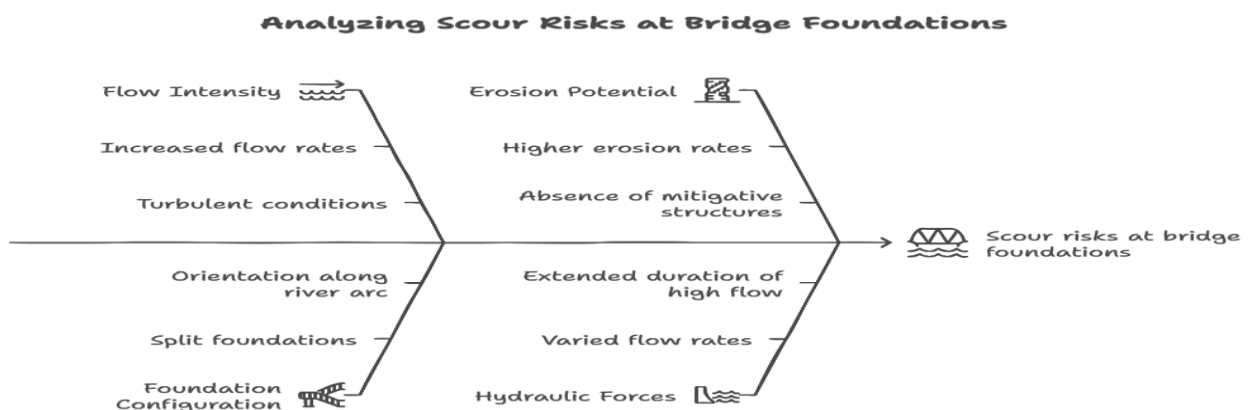 Analyzing Scour Risks at Bridge Foundations
Flow Intensity
Increased flow rates
Turbulent conditions
Erosion Potential
Higher erosion rates
Absence of mitigative
structures
Scour risks at bridge
foundations
Orientation along
river arc
Split foundations
Foundation
Configuration
Extended duration of
high flow
Varied flow rates
Hydraulic Forces